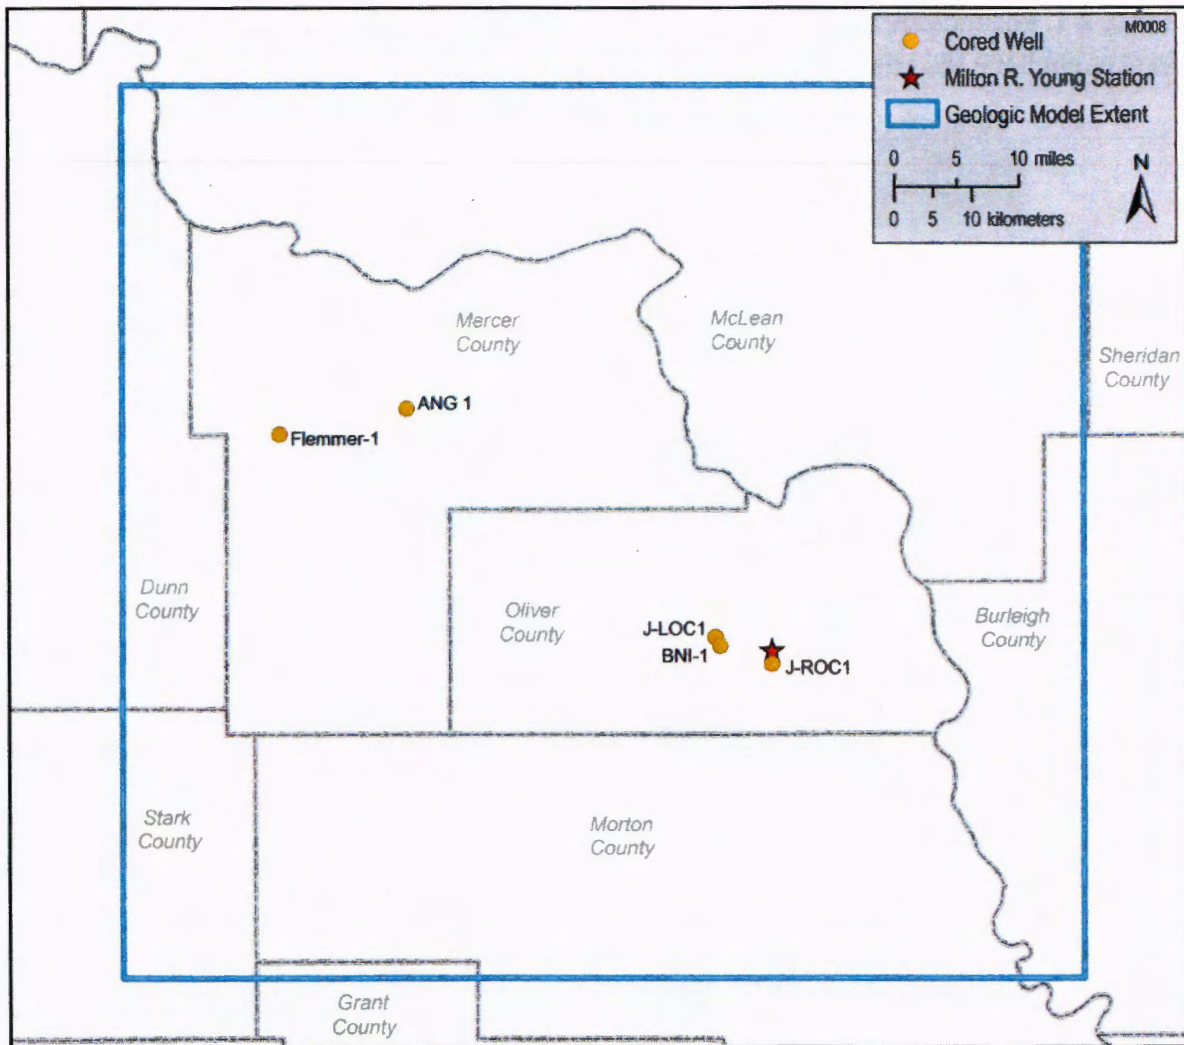 M0008
Cored Well
Milton R. Young Station
Geologic Model Extent
0 5 10 miles
N
0 5 10 kilometers
Mercer
County
McLean
County
Sheridan
County
ANG 1
Flemmer-1
Dunn
County
Oliver
County
J-LOC1
BNI-1
J-ROC1
Burleigh
County
Stark
County
Morton
County
Grant
County